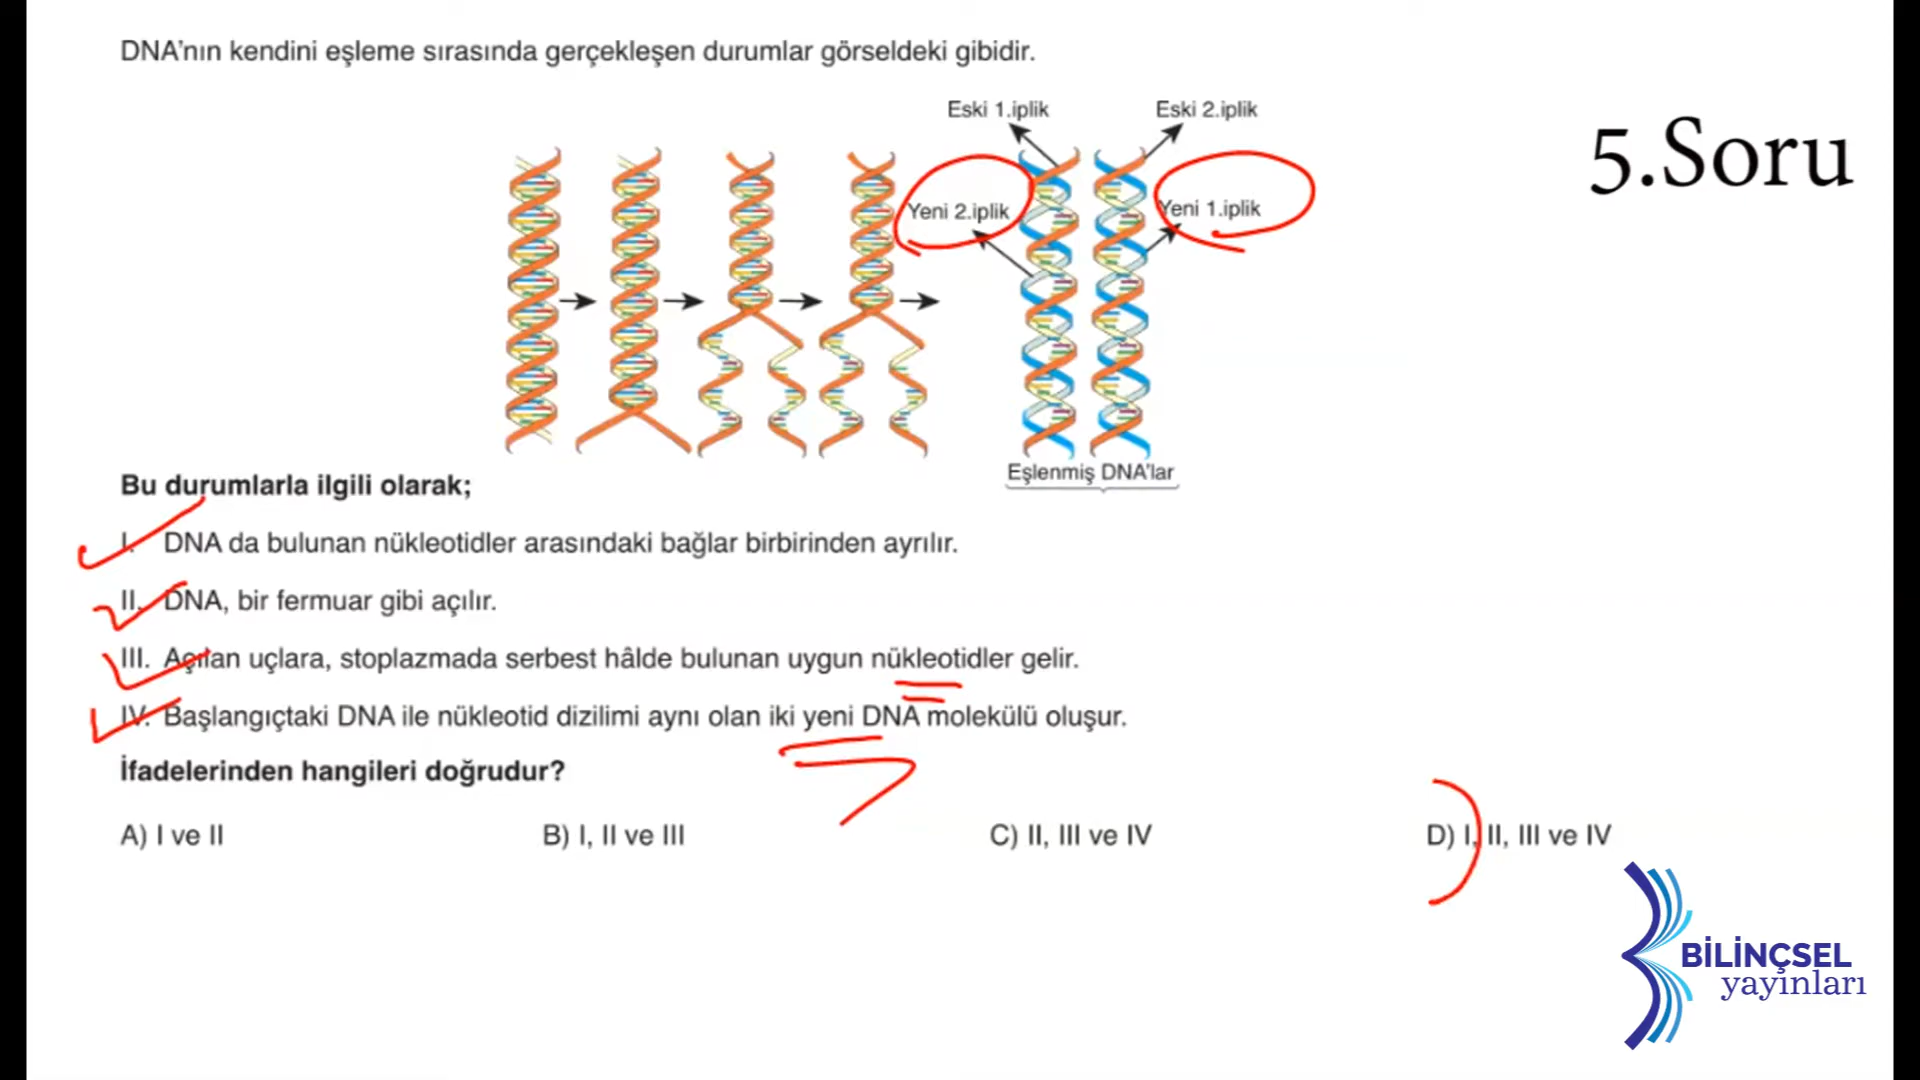 DNA'nın kendini eşleme sırasında gerçekleşen durumlar görseldeki gibidir.
5.Soru
Eski 1.iplik
Eski 2.iplik
Yeni 2.iplik
Yeni 1.iplik
Eşlenmiş DNA'lar
Bu durumlarla ilgili olarak;
I. DNA da bulunan nükleotidler arasındaki bağlar birbirinden ayrılır.
II. DNA, bir fermuar gibi açılır.
III. Açılan uçlara, stoplazmada serbest hâlde bulunan uygun nükleotidler gelir.
IV. Başlangıçtaki DNA ile nükleotid dizilimi aynı olan iki yeni DNA molekülü oluşur.
İfadelerinden hangileri doğrudur?
A) I ve II
B) I, II ve III
C) II, III ve IV
D) I, II, III ve IV
BİLİNÇSEL
yayınları